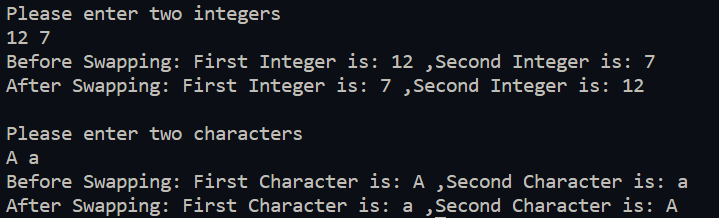 Please enter two integers
12 7
Before Swapping: First Integer is: 12 ,Second Integer is: 7
After Swapping: First Integer is: 7 ,Second Integer is: 12
Please enter two characters
A a
Before Swapping: First Character is: A ,Second Character is: a
After Swapping: First Character is: a ,Second Character is: A